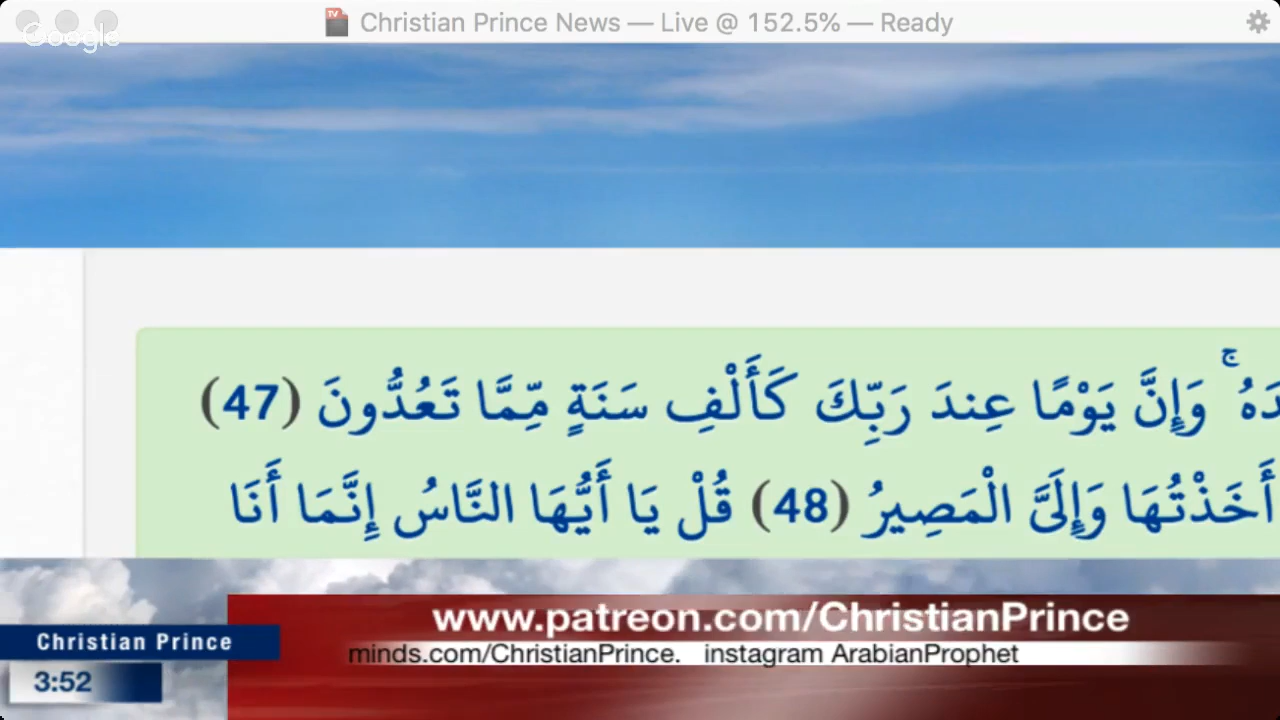 Christian Prince News — Live @ 152.5% — Ready
Google
دَهُ ۚ وَإِنَّ يَوْمًا عِندَ رَبِّكَ كَأَلْفِ سَنَةٍ مِّمَّا تَعُدُّونَ (47)
أَخَذْتُهَا وَإِلَيَّ الْمَصِيرُ (48) قُلْ يَا أَيُّهَا النَّاسُ إِنَّمَا أَنَا
www.patreon.com/ChristianPrince
Christian Prince
minds.com/ChristianPrince. instagram ArabianProphet
3:52